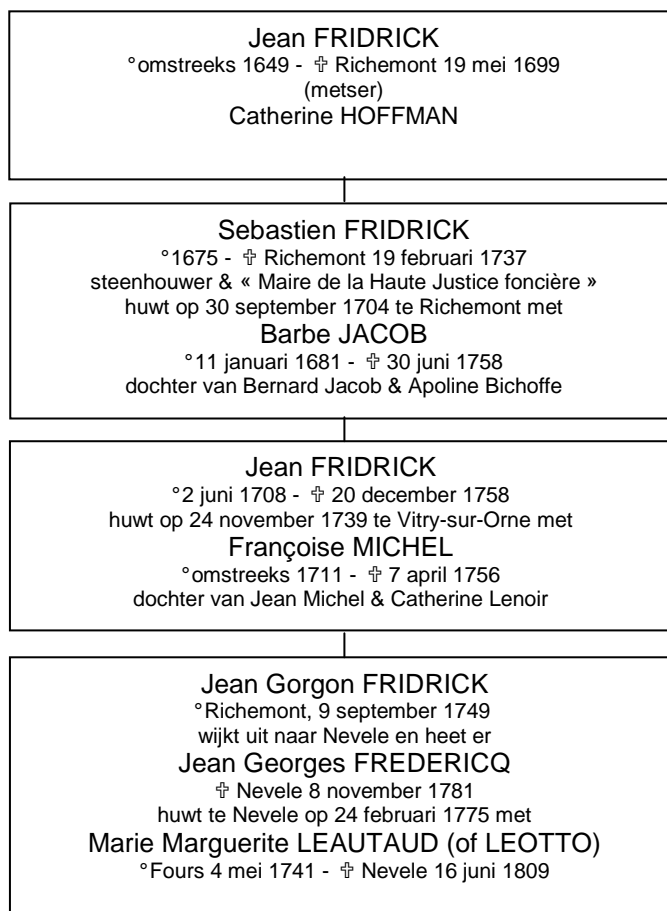 Jean FRIDRICK
°omstreeks 1649 - ✞ Richemont 19 mei 1699
(metser)
Catherine HOFFMAN
Sebastien FRIDRICK
°1675 - ✞ Richemont 19 februari 1737
steenhouwer & « Maire de la Haute Justice foncière »
huwt op 30 september 1704 te Richemont met
Barbe JACOB
°11 januari 1681 - ✞ 30 juni 1758
dochter van Bernard Jacob & Apoline Bichoffe
Jean FRIDRICK
°2 juni 1708 - ✞ 20 december 1758
huwt op 24 november 1739 te Vitry-sur-Orne met
Françoise MICHEL
°omstreeks 1711 - ✞ 7 april 1756
dochter van Jean Michel & Catherine Lenoir
Jean Gorgon FRIDRICK
°Richemont, 9 september 1749
wijkt uit naar Nevele en heet er
Jean Georges FREDERICQ
✞ Nevele 8 november 1781
huwt te Nevele op 24 februari 1775 met
Marie Marguerite LEAUTAUD (of LEOTTO)
°Fours 4 mei 1741 - ✞ Nevele 16 juni 1809